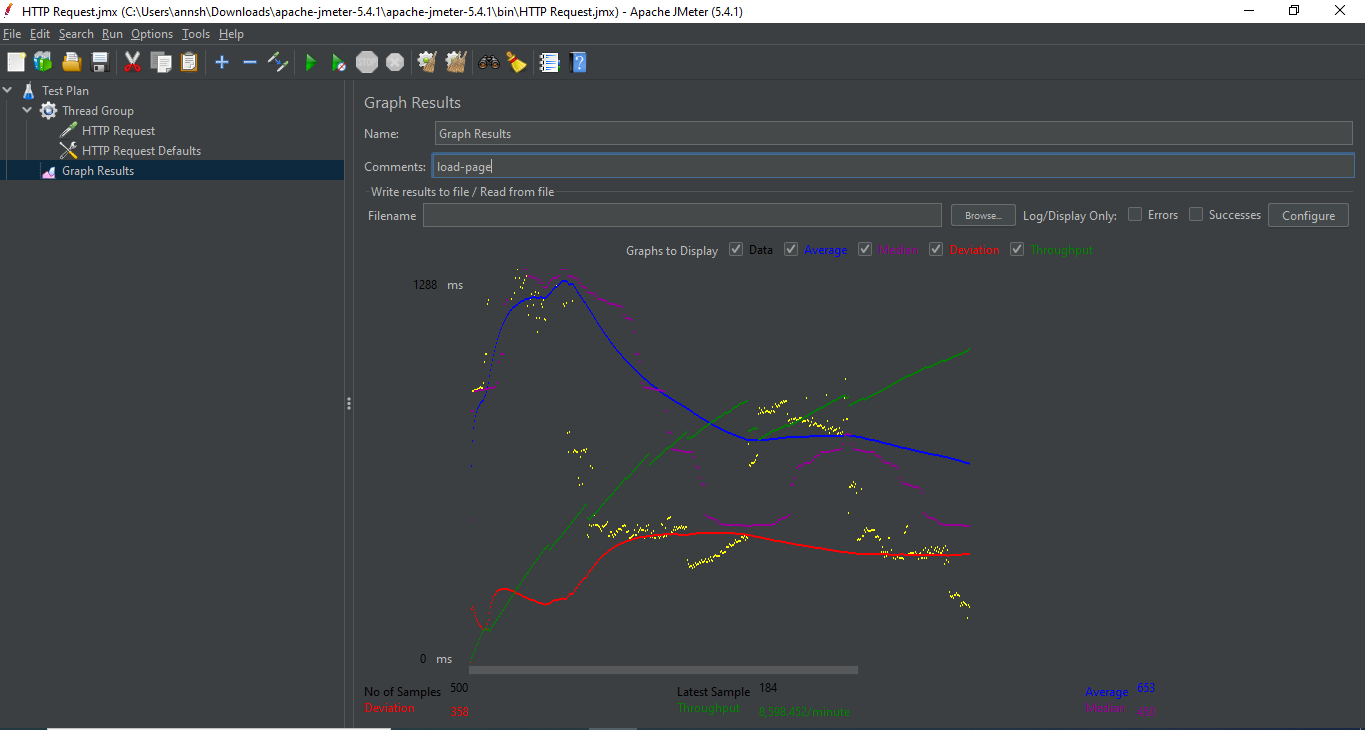 HTTP Request.jmx (C:\Users\annsh\Downloads\apache-jmeter-5.4.1\apache-jmeter-5.4.1\bin\HTTP Request.jmx) - Apache JMeter (5.4.1)
File Edit Search Run Options Tools Help
STOP
Test Plan
Thread Group
HTTP Request
HTTP Request Defaults
Graph Results
Graph Results
Name: Graph Results
Comments: load-page
Write results to file / Read from file
Filename Browse... Log/Display Only: Errors Successes Configure
Graphs to Display Data Average Median Deviation Throughput
1288 ms
0 ms
No of Samples 500 Latest Sample 184 Average 653
Deviation 358 Throughput 8,598.452/minute Median